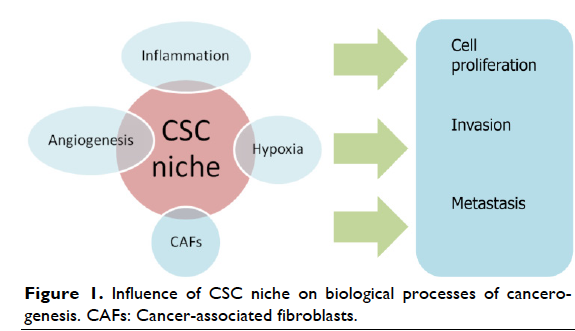 Inflammation
Angiogenesis
CSC
niche
Hypoxia
CAFs
Cell
proliferation
Invasion
Metastasis
Figure 1. Influence of CSC niche on biological processes of cancero-
genesis. CAFs: Cancer-associated fibroblasts.